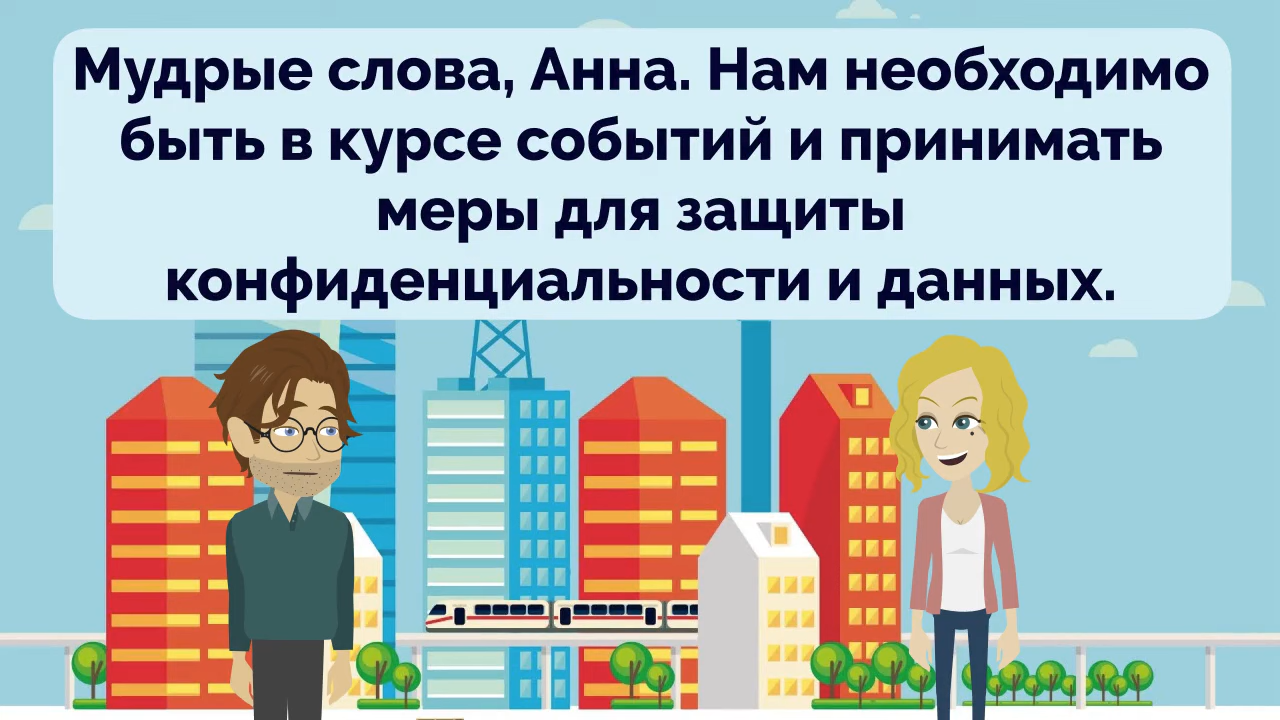 Мудрые слова, Анна. Нам необходимо
быть в курсе событий и принимать
меры для защиты
конфиденциальности и данных.